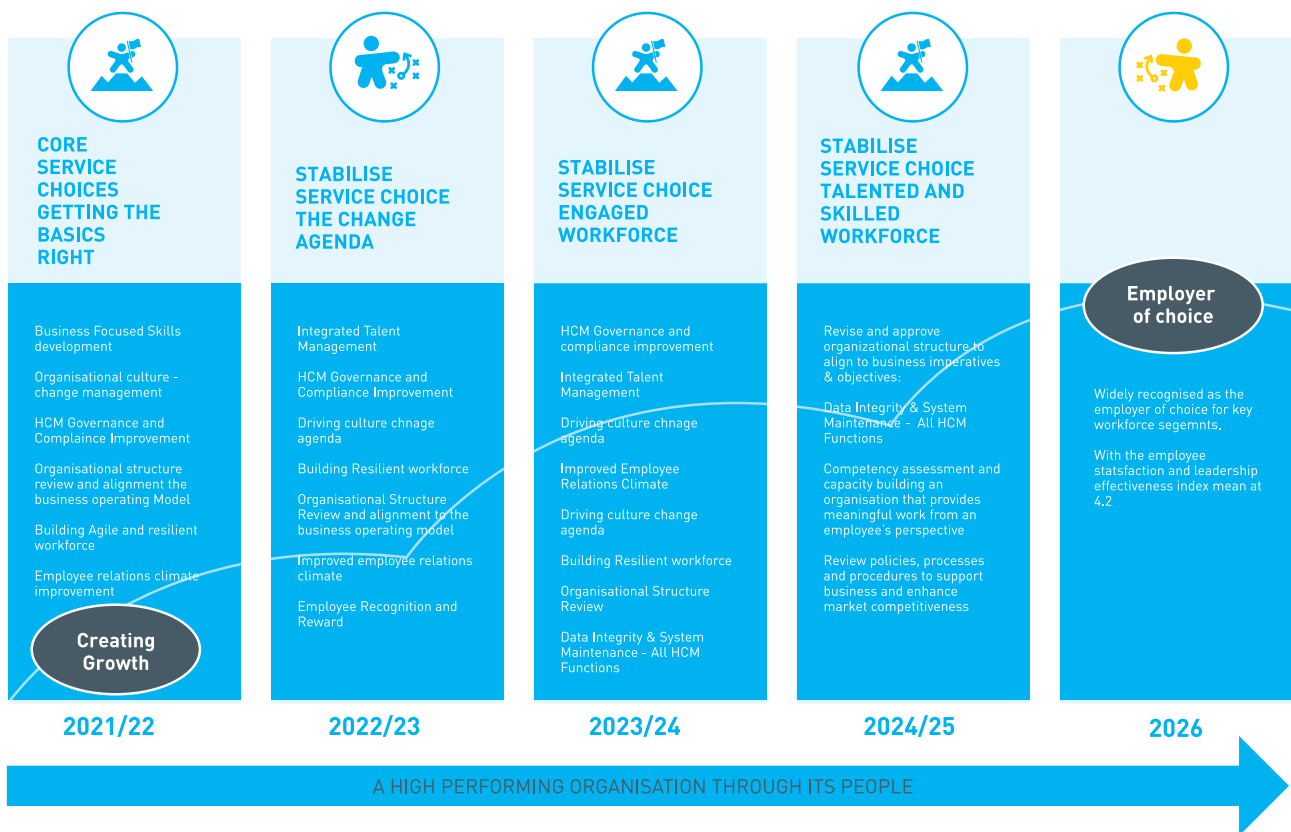 CORE
SERVICE
CHOICES
GETTING THE
BASICS
RIGHT
Business Focused Skills
development
Organisational culture -
change management
HCM Governance and
Complaince Improvement
Organisational structure
review and alignment the
business operating Model
Building Agile and resilient
workforce
Employee relations climate
improvement
Creating
Growth
2021/22
STABILISE
SERVICE CHOICE
THE CHANGE
AGENDA
Integrated Talent
Management
HCM Governance and
Compliance Improvement
Driving culture chnage
agenda
Building Resilient workforce
Organisational Structure
Review and alignment to the
business operating model
Improved employee relations
climate
Employee Recognition and
Reward
2022/23
STABILISE
SERVICE CHOICE
ENGAGED
WORKFORCE
HCM Governance and
compliance improvement
Integrated Talent
Management
Driving culture chnage
agenda
Improved Employee
Relations Climate
Driving culture change
agenda
Building Resilient workforce
Organisational Structure
Review
Data Integrity & System
Maintenance - All HCM
Functions
2023/24
STABILISE
SERVICE CHOICE
TALENTED AND
SKILLED
WORKFORCE
Revise and approve
organizational structure to
align to business imperatives
& objectives:
Data Integrity & System
Maintenance - All HCM
Functions
Competency assessment and
capacity building an
organisation that provides
meaningful work from an
employee's perspective
Review policies, processes
and procedures to support
business and enhance
market competitiveness
2024/25
Employer
of choice
Widely recognised as the
employer of choice for key
workforce segemnts.
With the employee
statsfaction and leadership
effectiveness index mean at
4.2
2026
A HIGH PERFORMING ORGANISATION THROUGH ITS PEOPLE